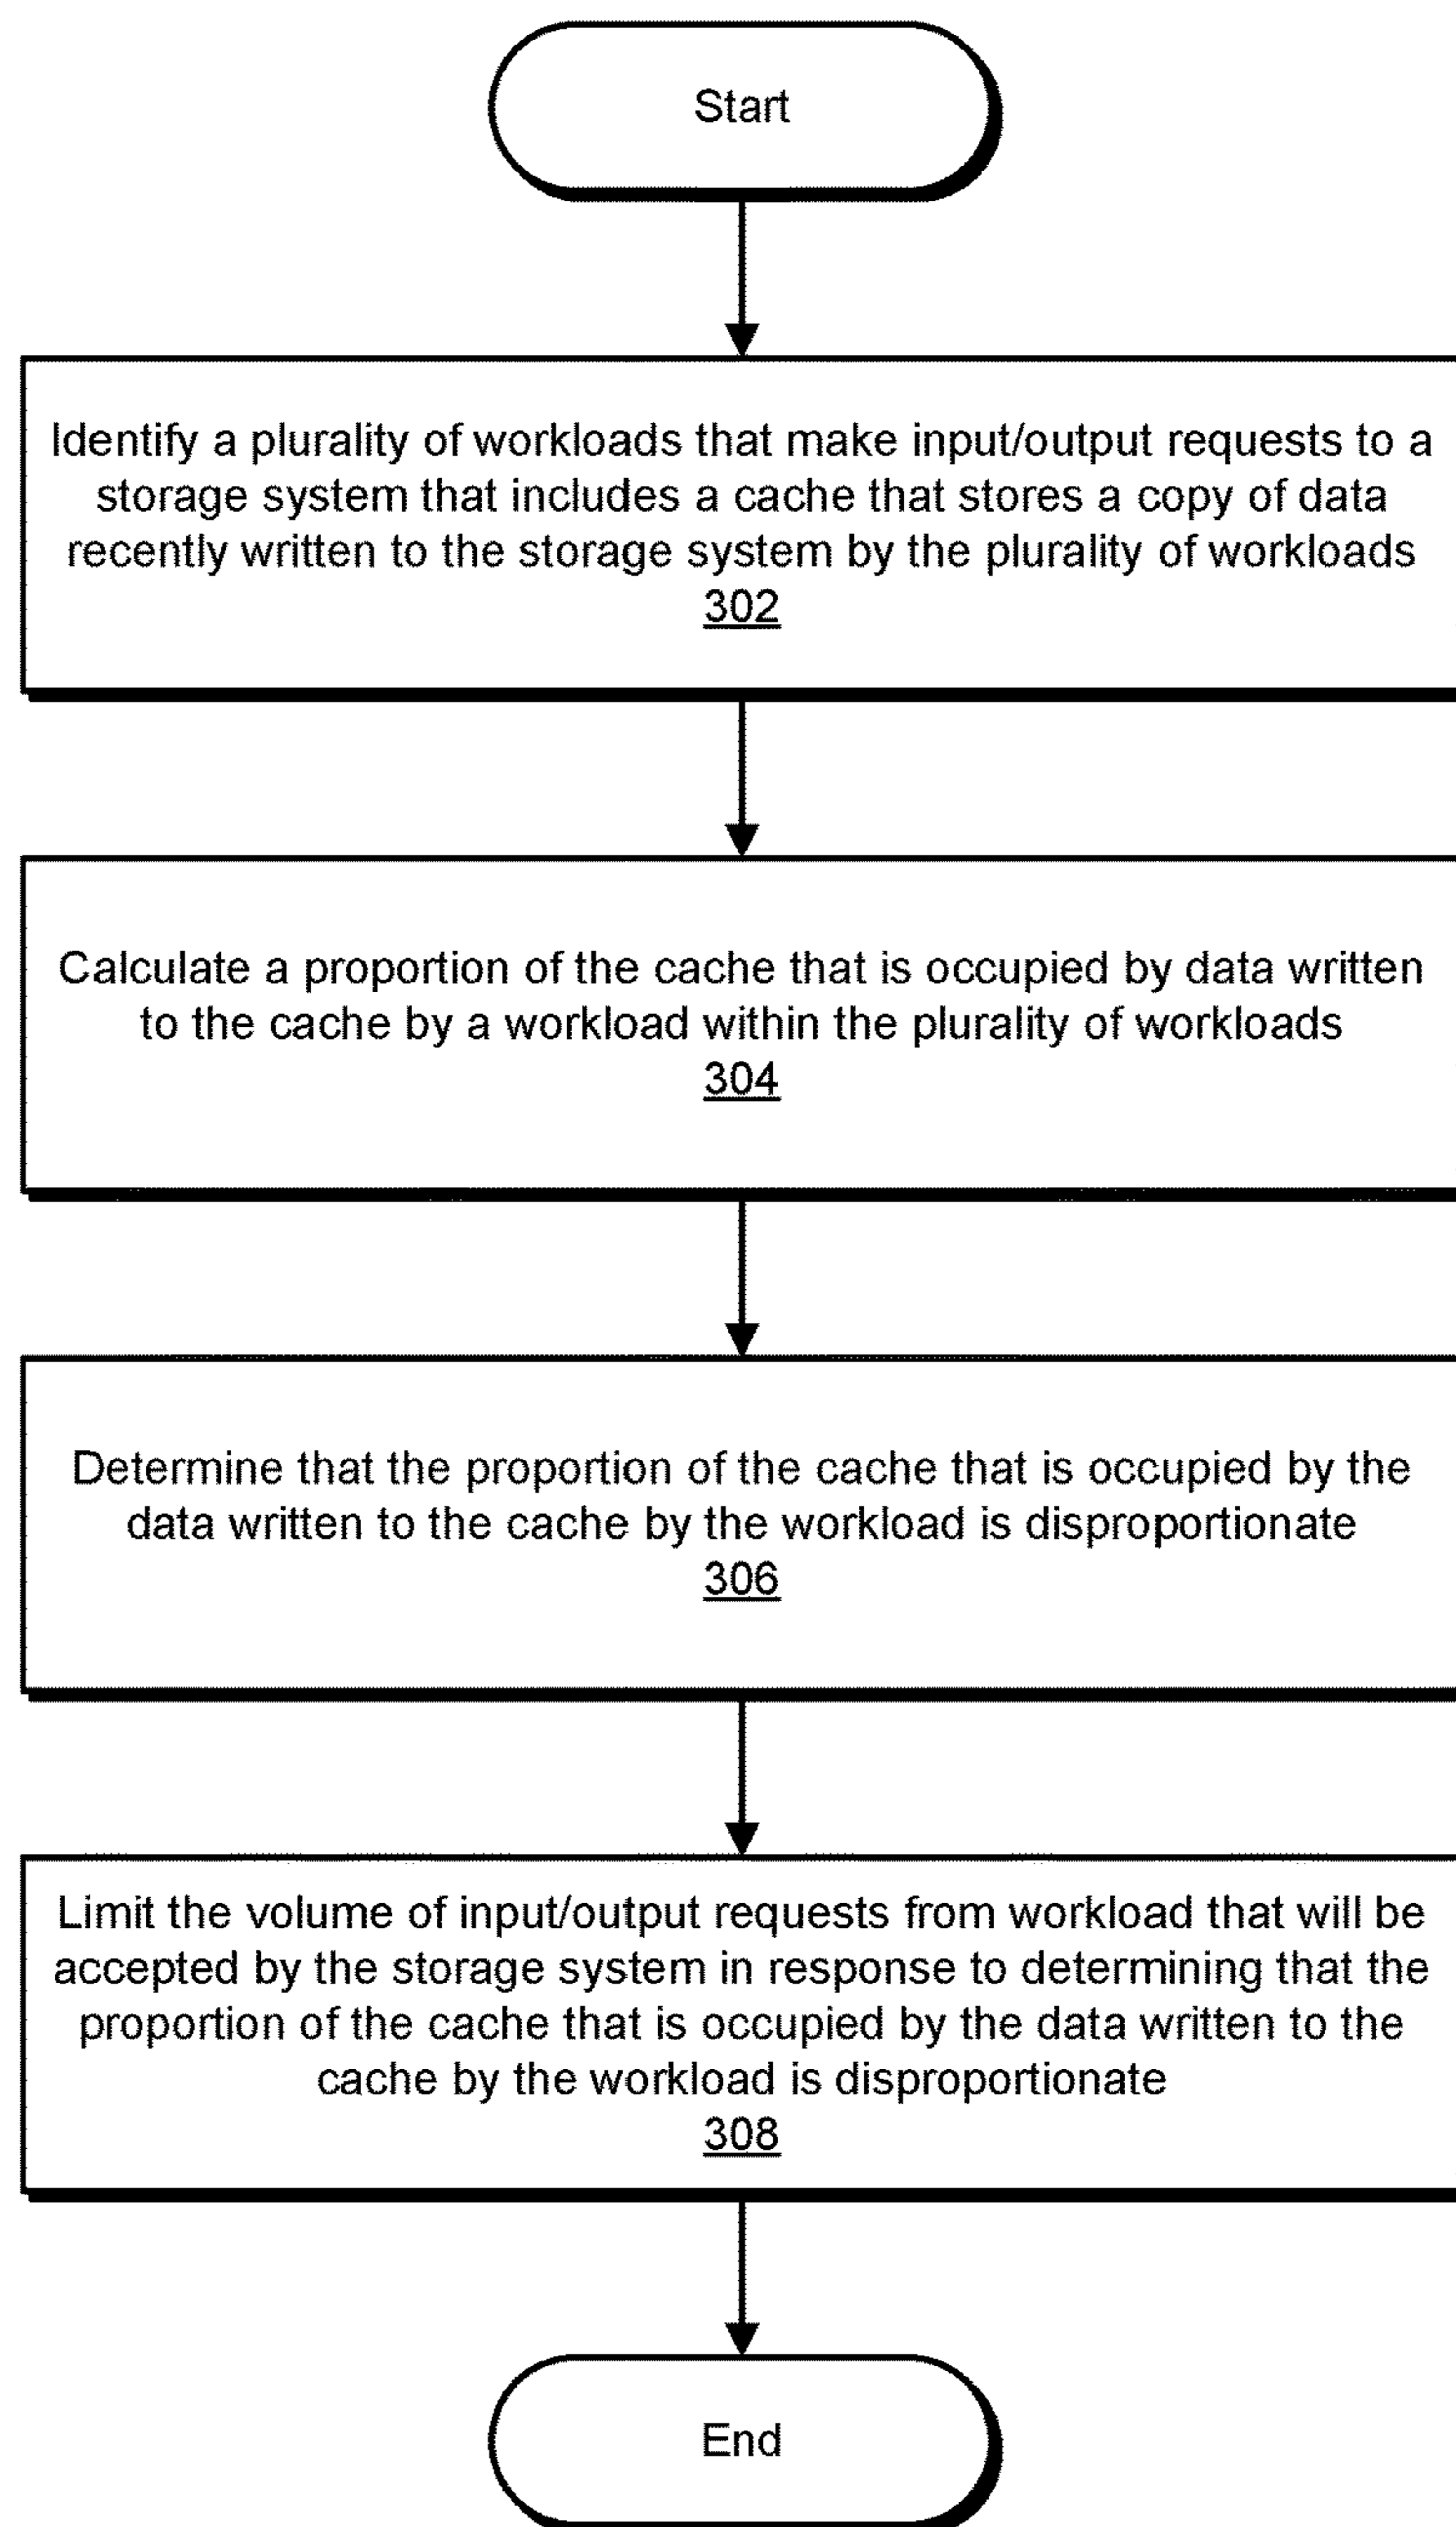 Start
Identify a plurality of workloads that make input/output requests to a
storage system that includes a cache that stores a copy of data
recently written to the storage system by the plurality of workloads
302
Calculate a proportion of the cache that is occupied by data written
to the cache by a workload within the plurality of workloads
304
Determine that the proportion of the cache that is occupied by the
data written to the cache by the workload is disproportionate
306
Limit the volume of input/output requests from workload that will be
accepted by the storage system in response to determining that the
proportion of the cache that is occupied by the data written to the
cache by the workload is disproportionate
308
End